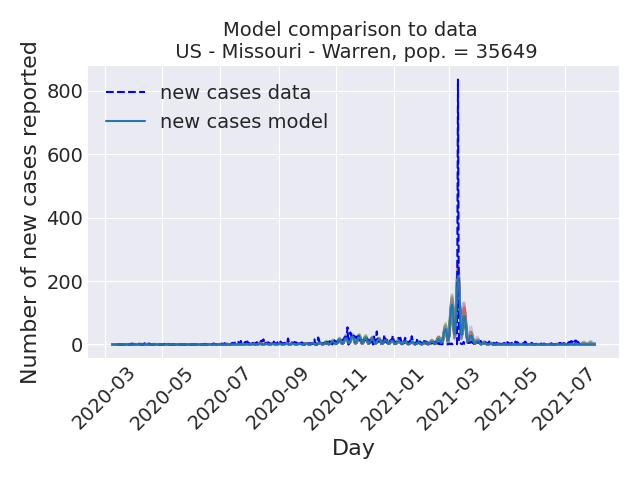 Model comparison to data
US - Missouri - Warren, pop. = 35649
Number of new cases reported
800
600
400
200
0
new cases data
new cases model
2020-03
2020-05
2020-07
2020-09
2020-11
2021-01
2021-03
2021-05
2021-07
Day